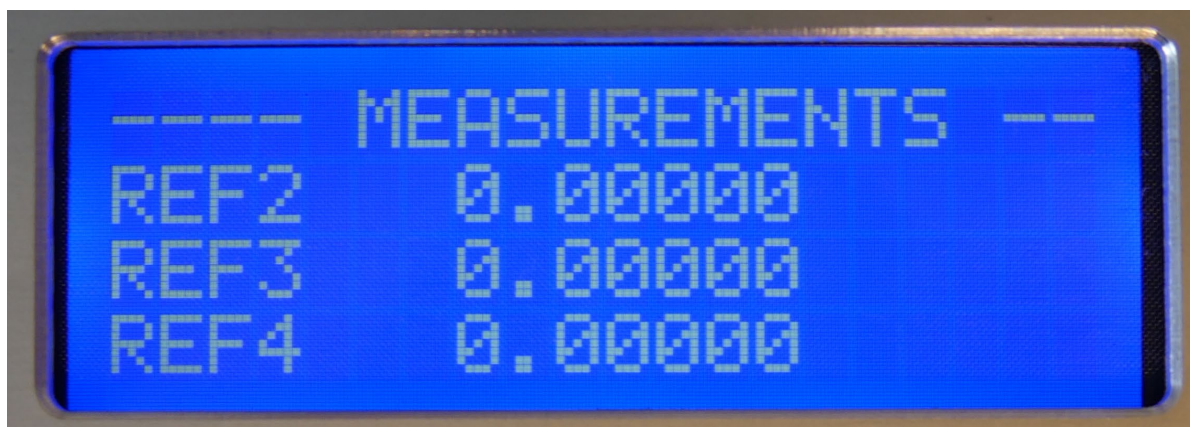 ---- MEASUREMENTS --
REF2 0.00000
REF3 0.00000
REF4 0.00000